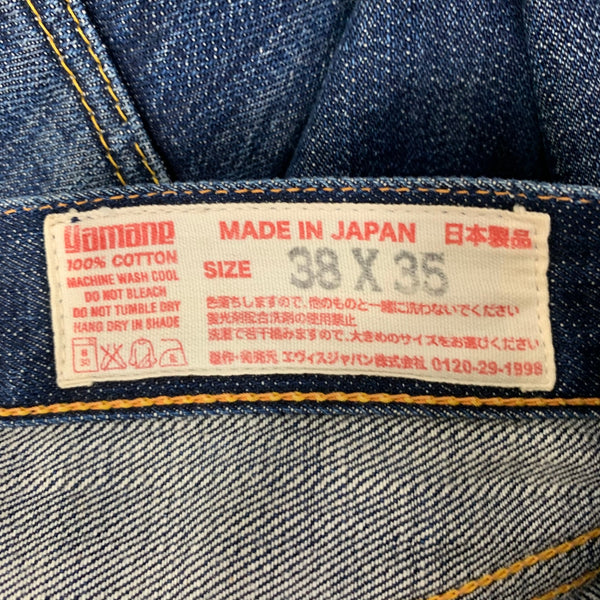 Yamane
100% COTTON
MACHINE WASH COOL
DO NOT BLEACH
DO NOT TUMBLE DRY
HANG DRY IN SHADE
MADE IN JAPAN 日本製品
SIZE 38 X 35
色落ちしますので、他のものと一緒に洗わないでください
蛍光剤配合洗剤の使用禁止
洗濯で若干縮みますので、大きめのサイズをお選びください
製作・発売元 エヴィスジャパン株式会社 0120-29-1998